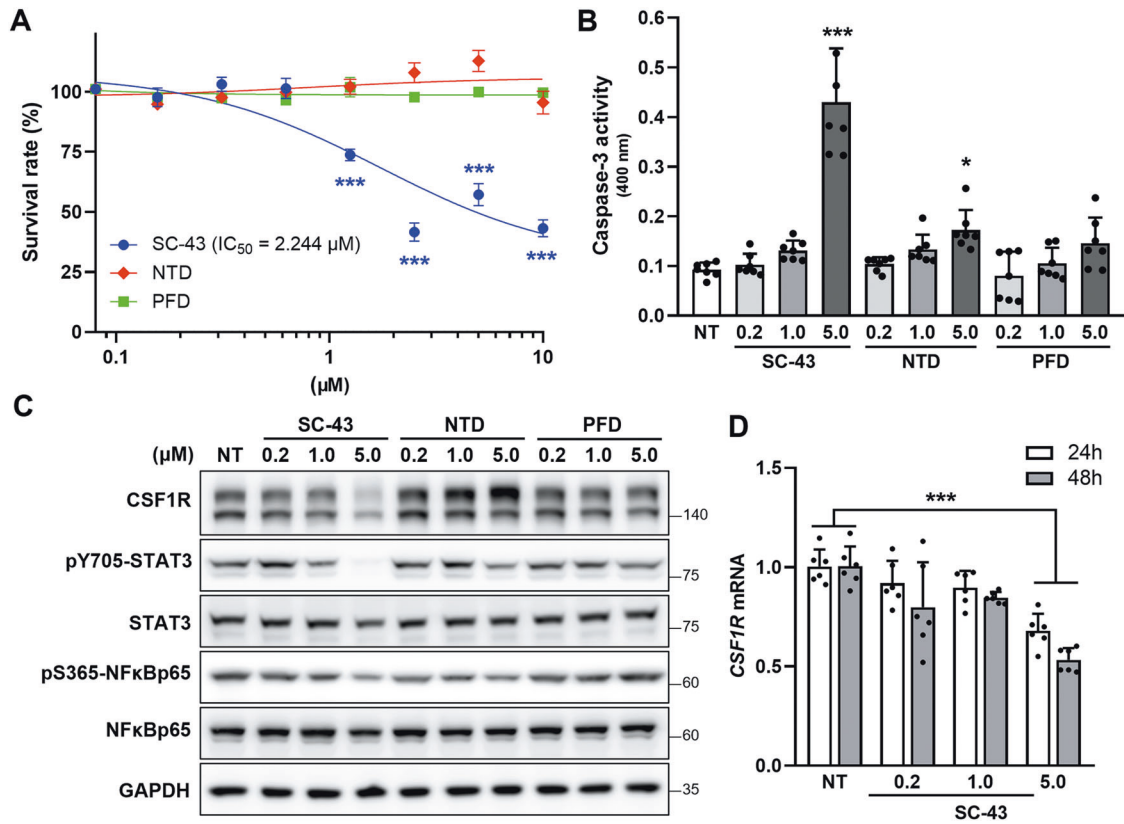 A
Survival rate (%)
100
75
50
25
0
***
***
***
***
SC-43 (IC50 = 2.244 µM)
NTD
PFD
0.1
1
10
(µM)
B
Caspase-3 activity
(400 nm)
0.6
0.5
0.4
0.3
0.2
0.1
0.0
***
*
NT
0.2 1.0 5.0
0.2 1.0 5.0
0.2 1.0 5.0
SC-43
NTD
PFD
C
SC-43 NTD PFD
(µM) NT 0.2 1.0 5.0 0.2 1.0 5.0 0.2 1.0 5.0
CSF1R
140
pY705-STAT3
75
STAT3
75
pS365-NFκBp65
60
NFκBp65
60
GAPDH
35
D
24h
48h
CSF1R mRNA
1.5
1.0
0.5
0.0
***
NT 0.2 1.0 5.0
SC-43